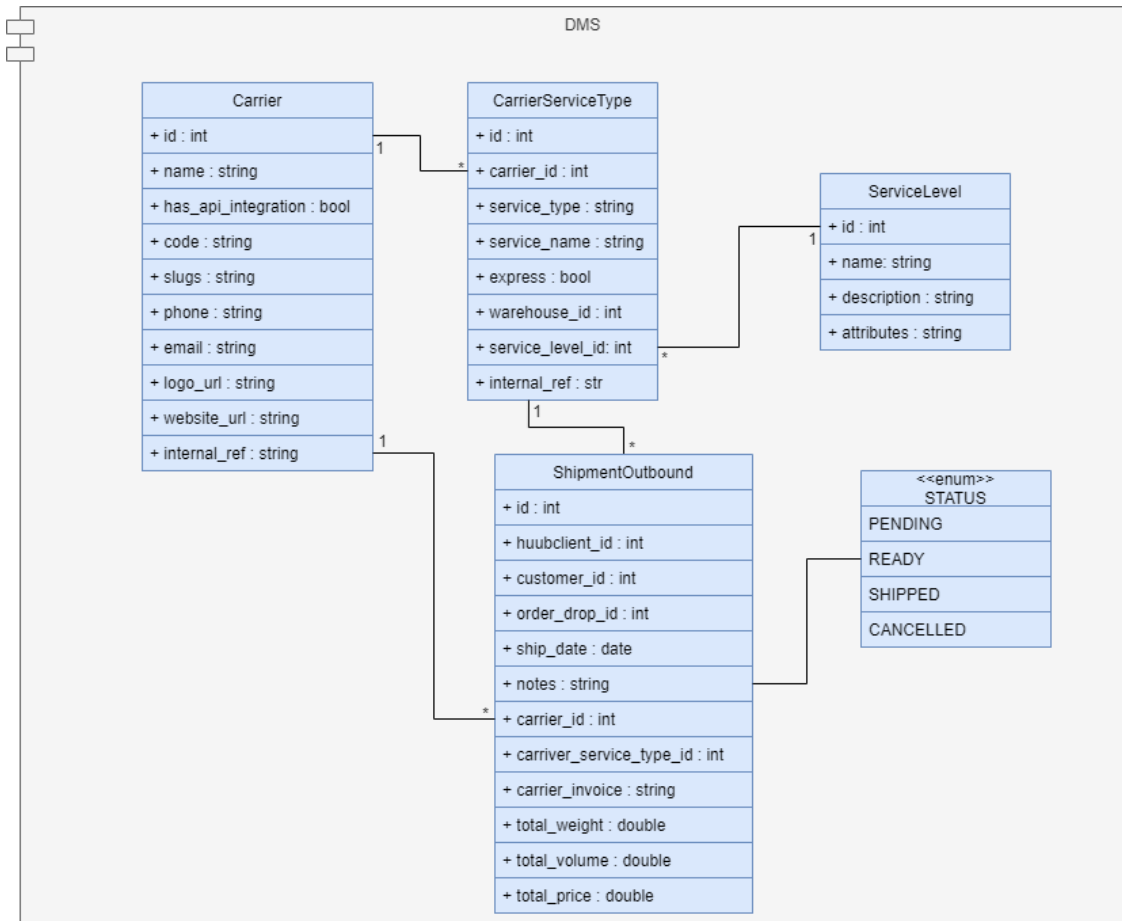 DMS
Carrier
+ id : int
+ name : string
+ has_api_integration : bool
+ code : string
+ slugs : string
+ phone : string
+ email : string
+ logo_url : string
+ website_url : string
+ internal_ref : string
1
*
1
*
CarrierServiceType
+ id : int
+ carrier_id : int
+ service_type : string
+ service_name : string
+ express : bool
+ warehouse_id : int
+ service_level_id: int
+ internal_ref : str
*
1
1
*
ServiceLevel
+ id : int
+ name: string
+ description : string
+ attributes : string
ShipmentOutbound
+ id : int
+ huubclient_id : int
+ customer_id : int
+ order_drop_id : int
+ ship_date : date
+ notes : string
+ carrier_id : int
+ carriver_service_type_id : int
+ carrier_invoice : string
+ total_weight : double
+ total_volume : double
+ total_price : double
<<enum>>
STATUS
PENDING
READY
SHIPPED
CANCELLED